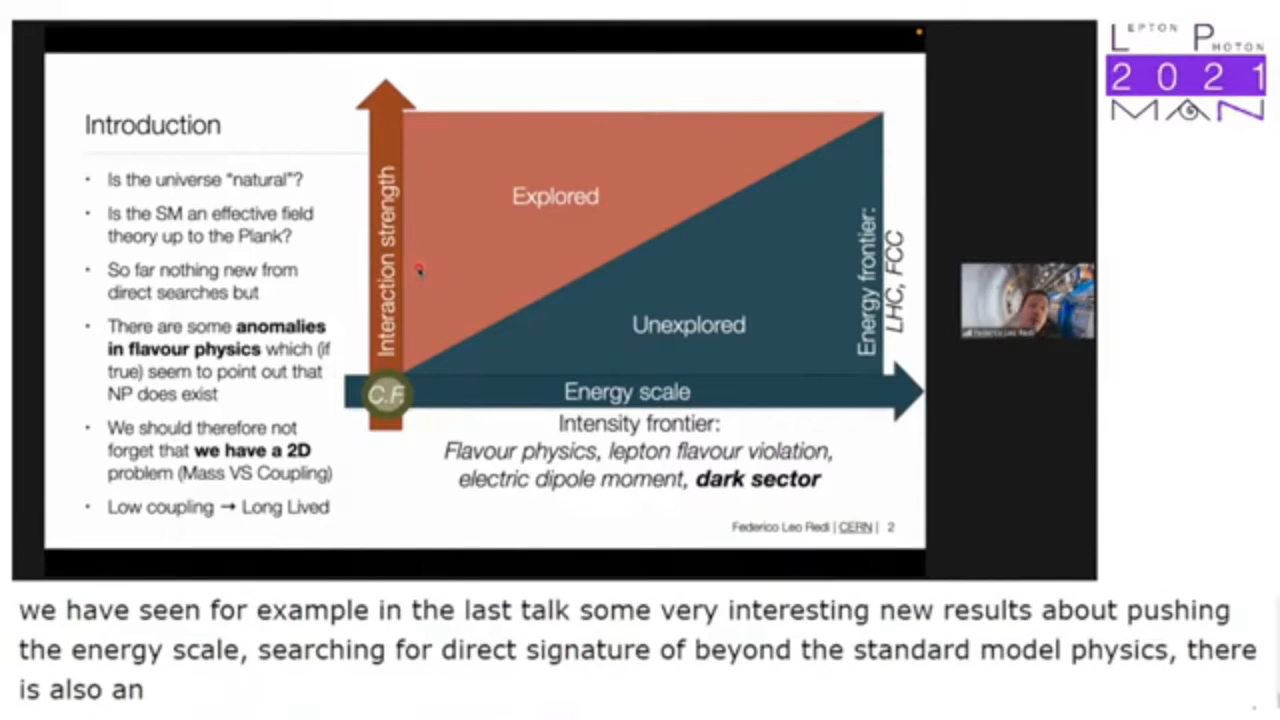 LEPTON PHOTON
2021
MAN
Introduction
· Is the universe "natural"?
· Is the SM an effective field
theory up to the Plank?
· So far nothing new from
direct searches but
· There are some anomalies
in flavour physics which (if
true) seem to point out that
NP does exist
· We should therefore not
forget that we have a 2D
problem (Mass VS Coupling)
· Low coupling → Long Lived
Interaction strength
Explored
Unexplored
Energy frontier:
LHC, FCC
C.F.
Energy scale
Intensity frontier:
Flavour physics, lepton flavour violation,
electric dipole moment, dark sector
Federico Leo Redi | CERN | 2
Federico Leo Redi
we have seen for example in the last talk some very interesting new results about pushing
the energy scale, searching for direct signature of beyond the standard model physics, there
is also an